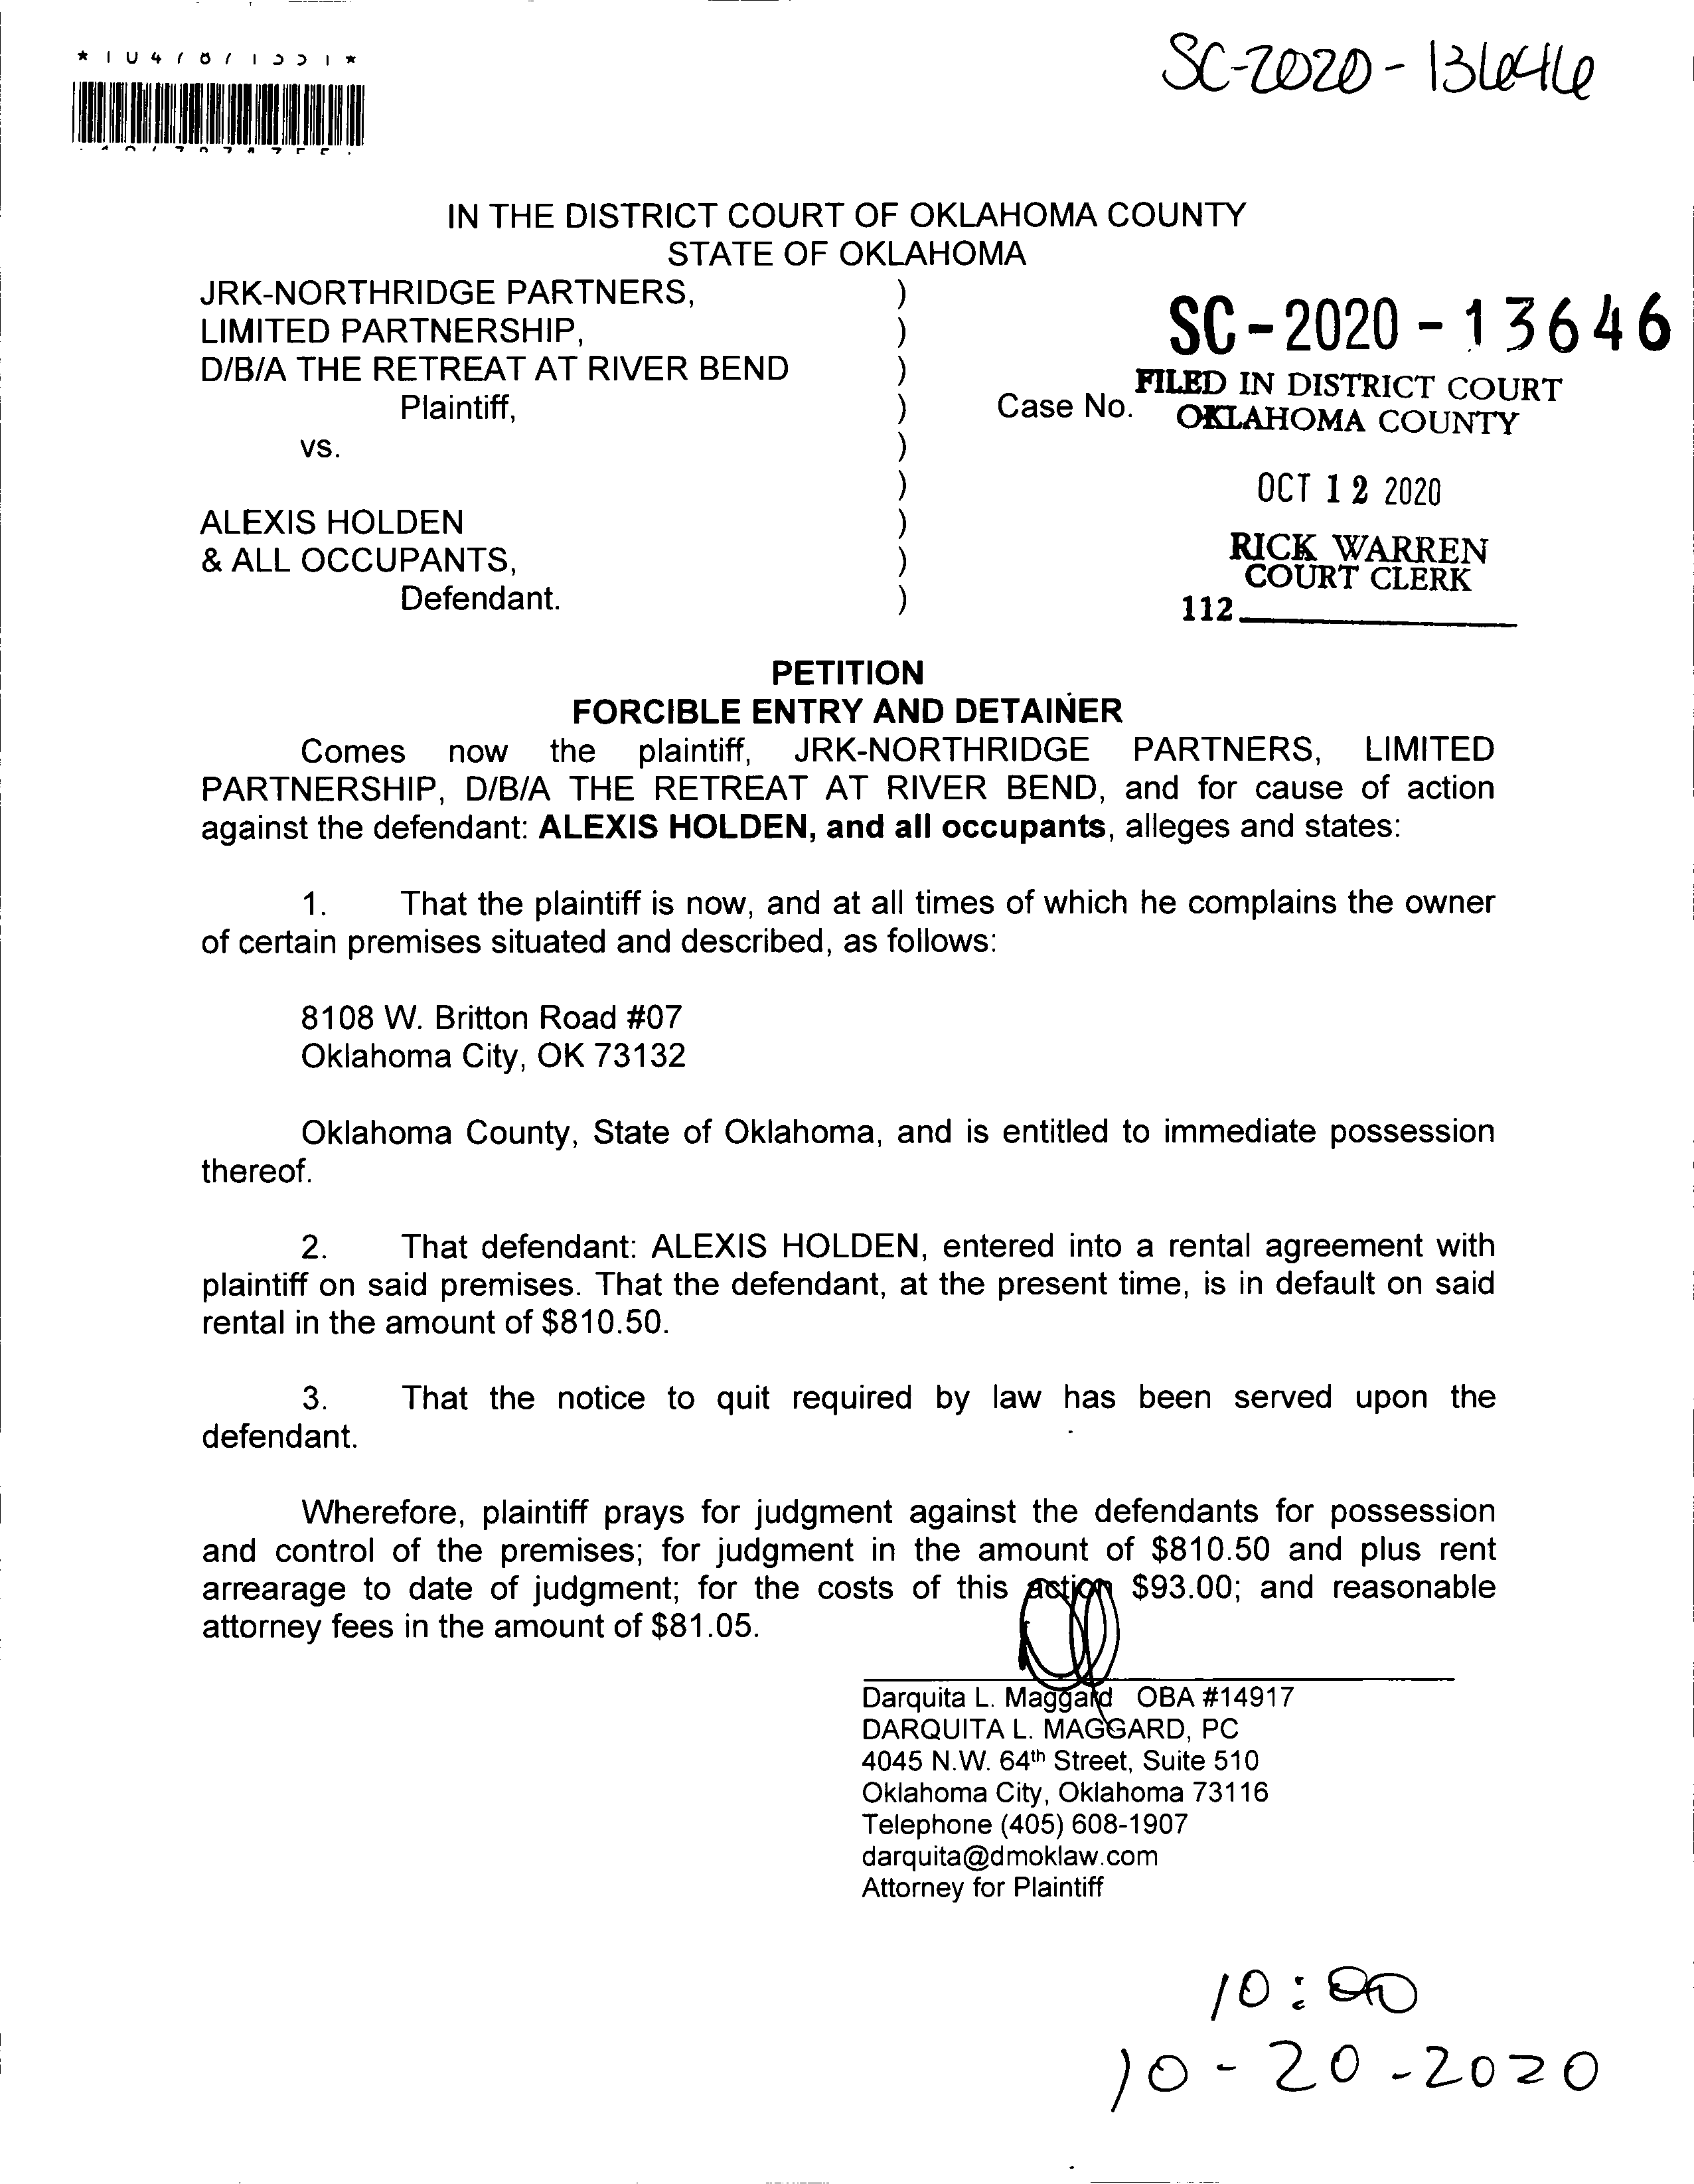 SC-2020-13646
IN THE DISTRICT COURT OF OKLAHOMA COUNTY
STATE OF OKLAHOMA
JRK-NORTHRIDGE PARTNERS, )
LIMITED PARTNERSHIP, )
D/B/A THE RETREAT AT RIVER BEND )
Plaintiff, )
vs. )
)
ALEXIS HOLDEN )
& ALL OCCUPANTS, )
Defendant. )
SC-2020-13646
FILED IN DISTRICT COURT
Case No. OKLAHOMA COUNTY
OCT 12 2020
RICK WARREN
COURT CLERK
112
PETITION
FORCIBLE ENTRY AND DETAINER
Comes now the plaintiff, JRK-NORTHRIDGE PARTNERS, LIMITED
PARTNERSHIP, D/B/A THE RETREAT AT RIVER BEND, and for cause of action
against the defendant: ALEXIS HOLDEN, and all occupants, alleges and states:
1. That the plaintiff is now, and at all times of which he complains the owner
of certain premises situated and described, as follows:
8108 W. Britton Road #07
Oklahoma City, OK 73132
Oklahoma County, State of Oklahoma, and is entitled to immediate possession
thereof.
2. That defendant: ALEXIS HOLDEN, entered into a rental agreement with
plaintiff on said premises. That the defendant, at the present time, is in default on said
rental in the amount of $810.50.
3. That the notice to quit required by law has been served upon the
defendant.
Wherefore, plaintiff prays for judgment against the defendants for possession
and control of the premises; for judgment in the amount of $810.50 and plus rent
arrearage to date of judgment; for the costs of this action $93.00; and reasonable
attorney fees in the amount of $81.05.
Darquita L. Maggard OBA #14917
DARQUITA L. MAGGARD, PC
4045 N.W. 64th Street, Suite 510
Oklahoma City, Oklahoma 73116
Telephone (405) 608-1907
darquita@dmoklaw.com
Attorney for Plaintiff
10:00
10-20-2020